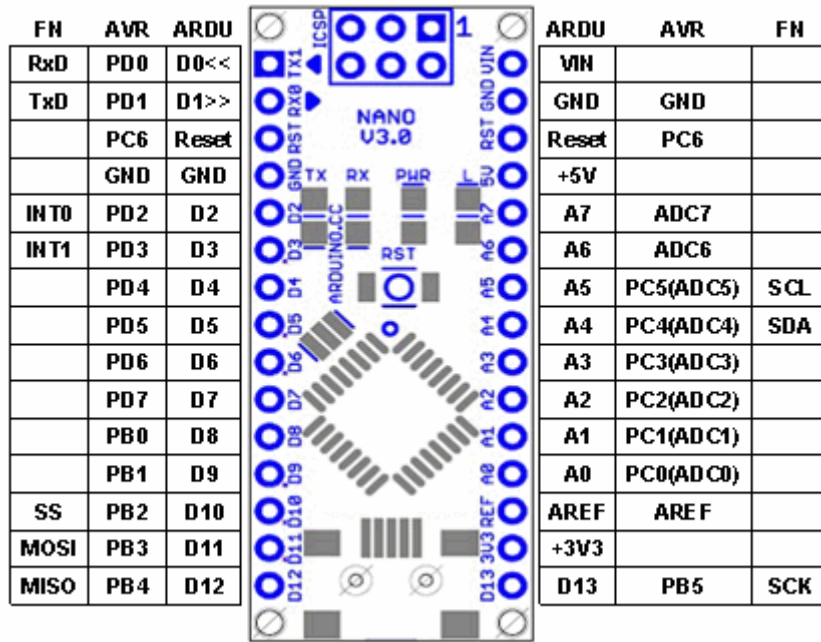 FN AVR ARDU ICSP 1 ARDU AVR FN
RxD PD0 D0<< TX1 VIN VIN
TxD PD1 D1>> RX0 NANO GND GND GND
PC6 Reset RST V3.0 RST Reset PC6
GND GND GND TX RX PWR L 5V +5V
INT0 PD2 D2 D2 A7 A7 ADC7
INT1 PD3 D3 D3 ARDUINO.CC RST A6 A6 ADC6
PD4 D4 D4 A5 A5 PC5(ADC5) SCL
PD5 D5 D5 A4 A4 PC4(ADC4) SDA
PD6 D6 D6 A3 A3 PC3(ADC3)
PD7 D7 D7 A2 A2 PC2(ADC2)
PB0 D8 D8 A1 A1 PC1(ADC1)
PB1 D9 D9 A0 A0 PC0(ADC0)
SS PB2 D10 D10 REF AREF AREF
MOSI PB3 D11 D11 3V3 +3V3
MISO PB4 D12 D12 D13 D13 PB5 SCK